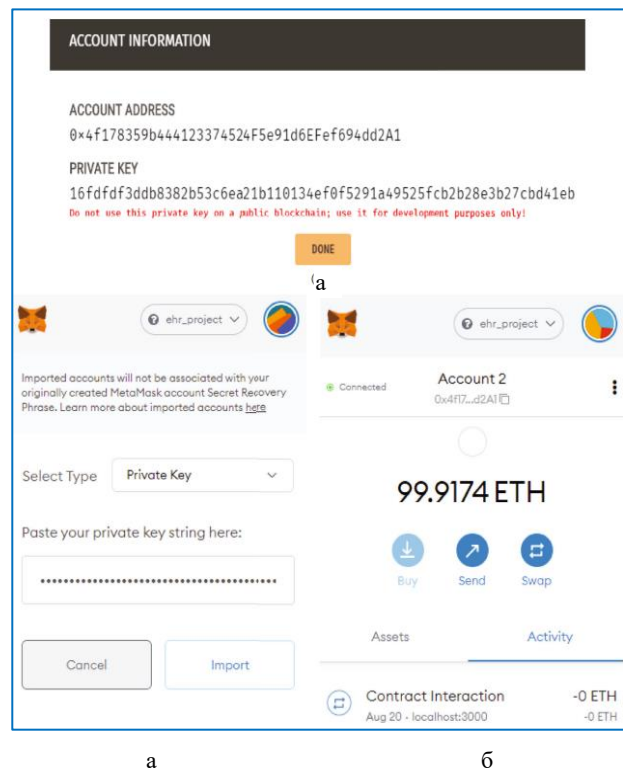 ACCOUNT INFORMATION
ACCOUNT ADDRESS
0×4f178359b444123374524F5e91d6EFef694dd2A1
PRIVATE KEY
16fdfdf3ddb8382b53c6ea21b110134ef0f5291a49525fcb2b28e3b27cbd41eb
Do not use this private key on a public blockchain; use it for development purposes only!
DONE
(а
ehr_project
Imported accounts will not be associated with your
originally created MetaMask account Secret Recovery
Phrase. Learn more about imported accounts here
Select Type Private Key
Paste your private key string here:
Cancel Import
ehr_project
Connected Account 2
0x4f17...d2A1
99.9174 ETH
Buy Send Swap
Assets Activity
Contract Interaction -0 ETH
Aug 20 - localhost:3000 -0 ETH
а б